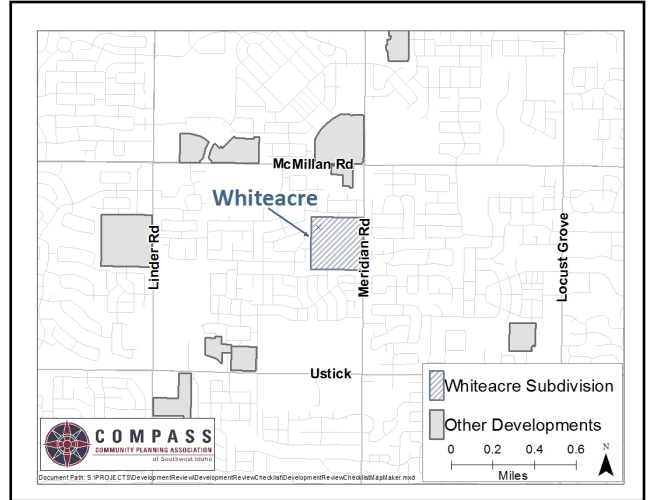 McMillan Rd
Whiteacre
Linder Rd
Meridian Rd
Locust Grove
Ustick
Whiteacre Subdivision
Other Developments
0 0.2 0.4 0.6
Miles
N
COMPASS
COMMUNITY PLANNING ASSOCIATION
of Southwest Idaho
Document Path: S:\PROJECTS\DevelopmentReview\DevelopmentReviewChecklist\DevelopmentReviewChecklistMapMaker.mxd